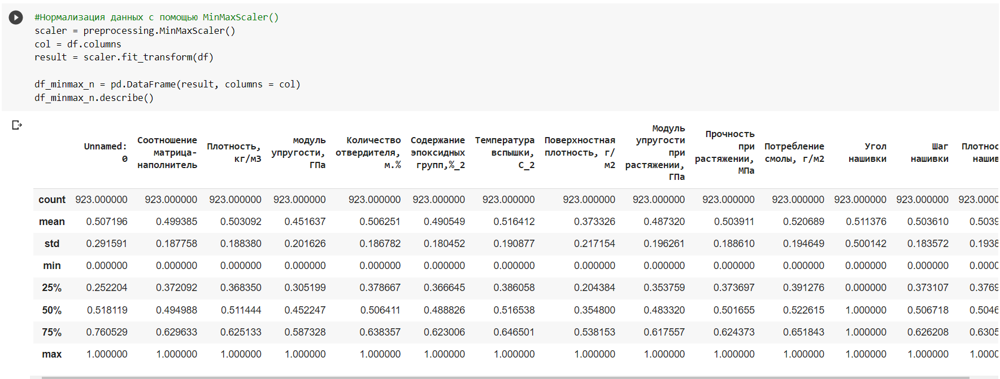 #Нормализация данных с помощью MinMaxScaler()
scaler = preprocessing.MinMaxScaler()
col = df.columns
result = scaler.fit_transform(df)
df_minmax_n = pd.DataFrame(result, columns = col)
df_minmax_n.describe()
Unnamed: 0 Соотношение матрица-наполнитель Плотность, кг/м3 модуль упругости, ГПа Количество отвердителя, м.% Содержание эпоксидных групп,%_2 Температура вспышки, С_2 Поверхностная плотность, г/м2 Модуль упругости при растяжении, ГПа Прочность при растяжении, МПа Потребление смолы, г/м2 Угол нашивки Шаг нашивки Плотнос нашив
count 923.000000 923.000000 923.000000 923.000000 923.000000 923.000000 923.000000 923.000000 923.000000 923.000000 923.000000 923.000000 923.000000 923.0000
mean 0.507196 0.499385 0.503092 0.451637 0.506251 0.490549 0.516412 0.373326 0.487320 0.503911 0.520689 0.511376 0.503610 0.5039
std 0.291591 0.187758 0.188380 0.201626 0.186782 0.180452 0.190877 0.217154 0.196261 0.188610 0.194649 0.500142 0.183572 0.1938
min 0.000000 0.000000 0.000000 0.000000 0.000000 0.000000 0.000000 0.000000 0.000000 0.000000 0.000000 0.000000 0.000000 0.0000
25% 0.252204 0.372092 0.368350 0.305199 0.378667 0.366645 0.386058 0.204384 0.353759 0.373697 0.391276 0.000000 0.373107 0.3769
50% 0.518119 0.494988 0.511444 0.452247 0.506411 0.488826 0.516538 0.354800 0.483320 0.501655 0.522615 1.000000 0.506718 0.5046
75% 0.760529 0.629633 0.625133 0.587328 0.638357 0.623006 0.646501 0.538153 0.617557 0.624373 0.651843 1.000000 0.626208 0.6305
max 1.000000 1.000000 1.000000 1.000000 1.000000 1.000000 1.000000 1.000000 1.000000 1.000000 1.000000 1.000000 1.000000 1.0000